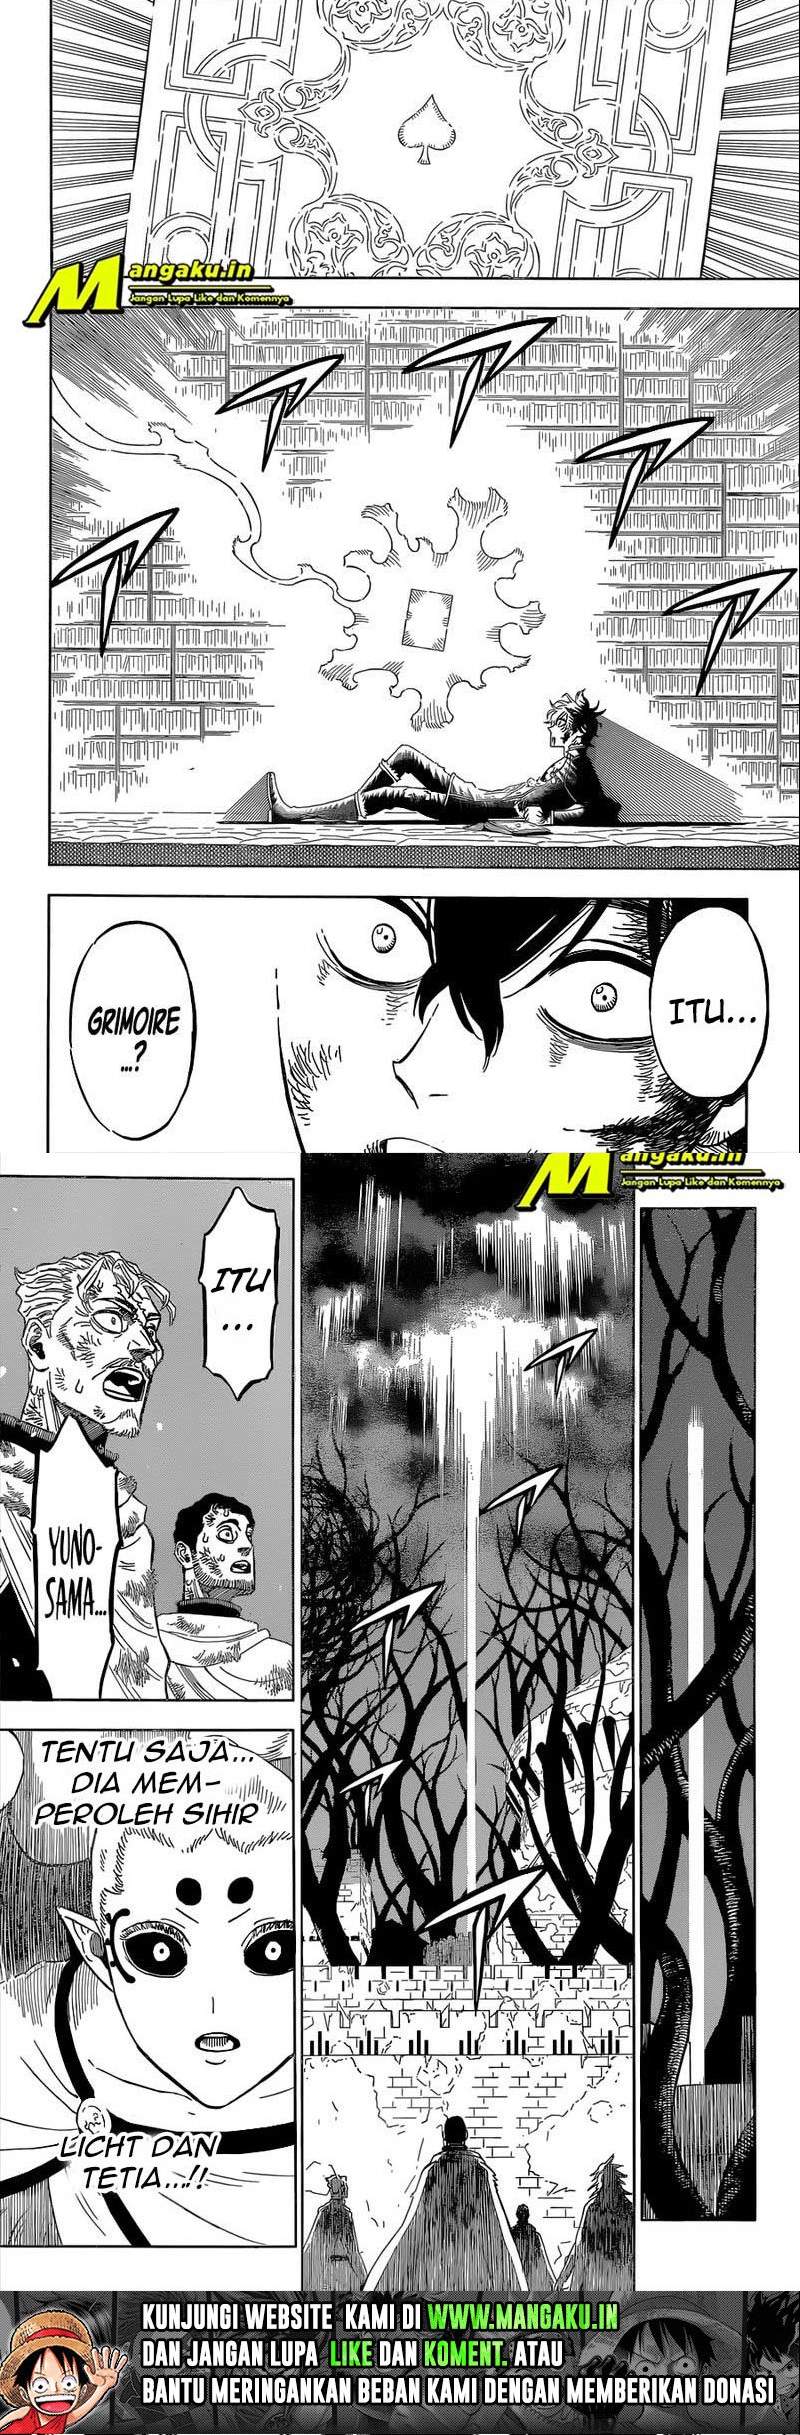 Mangaku.in
Jangan Lupa Like dan Komennya
ITU...
GRIMOIRE
...?
Mangaku.in
Jangan Lupa Like dan Komennya
ITU
...
YUNO-
SAMA...
TENTU SAJA...
DIA MEM-
PEROLEH SIHIR
LICHT DAN
TETIA...!!
KUNJUNGI WEBSITE KAMI DI WWW.MANGAKU.IN
DAN JANGAN LUPA LIKE DAN KOMENT. ATAU
BANTU MERINGANKAN BEBAN KAMI DENGAN MEMBERIKAN DONASI